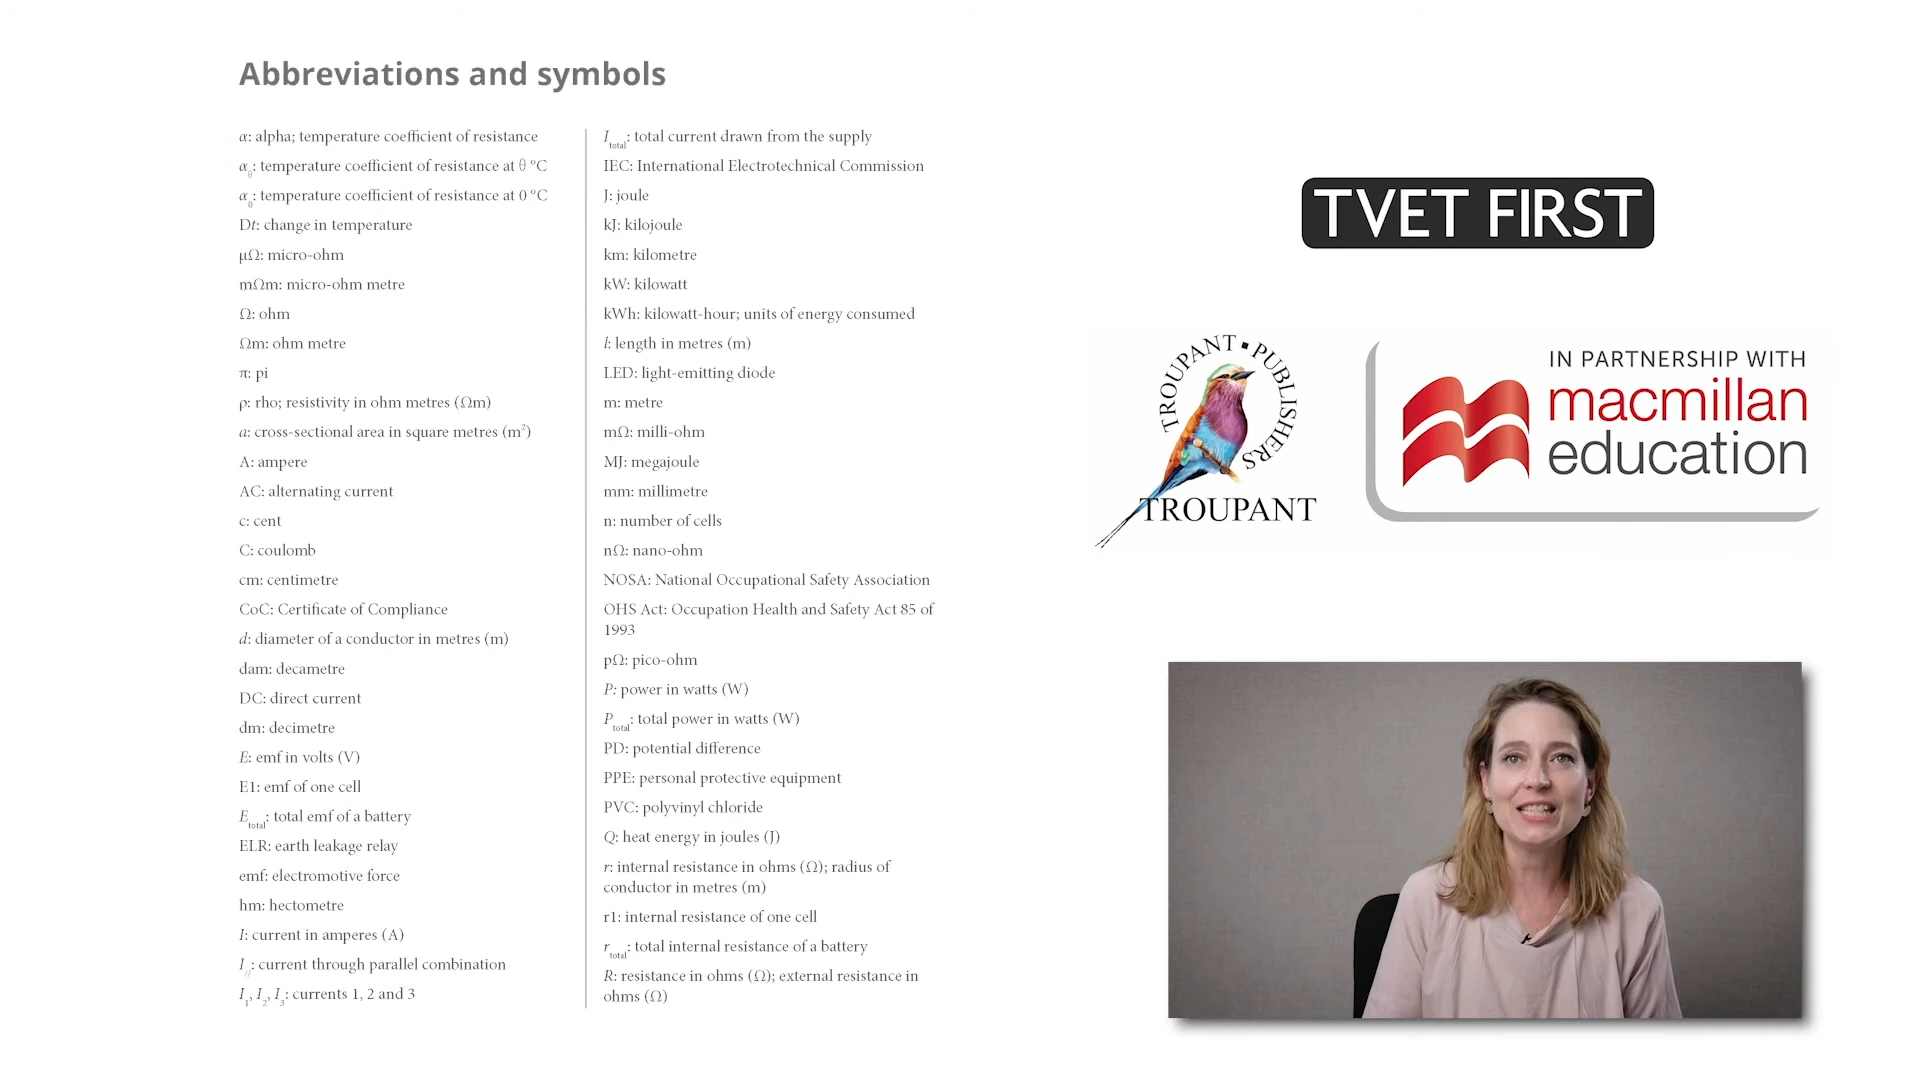 Abbreviations and symbols
α: alpha; temperature coefficient of resistance
αθ: temperature coefficient of resistance at θ °C
α0: temperature coefficient of resistance at 0 °C
Dt: change in temperature
μΩ: micro-ohm
mΩm: micro-ohm metre
Ω: ohm
Ωm: ohm metre
π: pi
ρ: rho; resistivity in ohm metres (Ωm)
a: cross-sectional area in square metres (m²)
A: ampere
AC: alternating current
c: cent
C: coulomb
cm: centimetre
CoC: Certificate of Compliance
d: diameter of a conductor in metres (m)
dam: decametre
DC: direct current
dm: decimetre
E: emf in volts (V)
E1: emf of one cell
Etotal: total emf of a battery
ELR: earth leakage relay
emf: electromotive force
hm: hectometre
I: current in amperes (A)
I//: current through parallel combination
I1, I2, I3: currents 1, 2 and 3
Itotal: total current drawn from the supply
IEC: International Electrotechnical Commission
J: joule
kJ: kilojoule
km: kilometre
kW: kilowatt
kWh: kilowatt-hour; units of energy consumed
l: length in metres (m)
LED: light-emitting diode
m: metre
mΩ: milli-ohm
MJ: megajoule
mm: millimetre
n: number of cells
nΩ: nano-ohm
NOSA: National Occupational Safety Association
OHS Act: Occupation Health and Safety Act 85 of
1993
pΩ: pico-ohm
P: power in watts (W)
Ptotal: total power in watts (W)
PD: potential difference
PPE: personal protective equipment
PVC: polyvinyl chloride
Q: heat energy in joules (J)
r: internal resistance in ohms (Ω); radius of
conductor in metres (m)
r1: internal resistance of one cell
rtotal: total internal resistance of a battery
R: resistance in ohms (Ω); external resistance in
ohms (Ω)
TVET FIRST
TROUPANT ▪ PUBLISHERS
TROUPANT
IN PARTNERSHIP WITH
macmillan
education